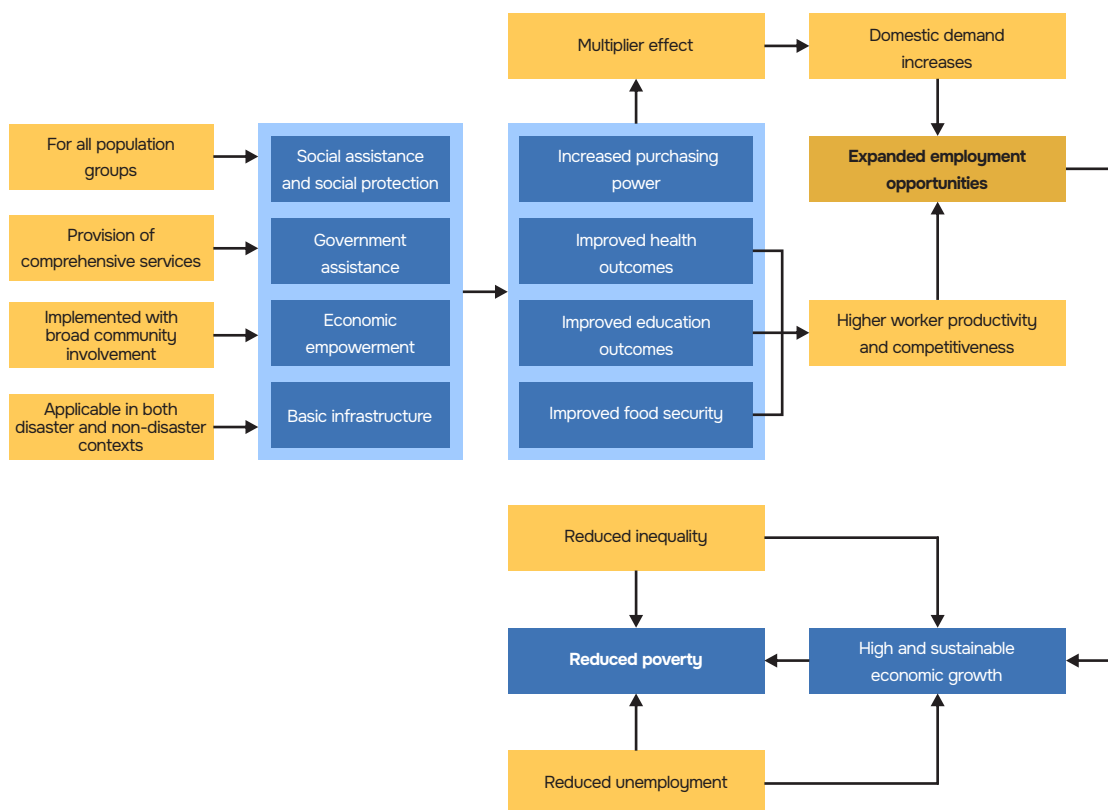 Multiplier effect
Domestic demand
increases
For all population
groups
Social assistance
and social protection
Increased purchasing
power
Expanded employment
opportunities
Provision of
comprehensive services
Government
assistance
Improved health
outcomes
Implemented with
broad community
involvement
Economic
empowerment
Improved education
outcomes
Higher worker productivity
and competitiveness
Applicable in both
disaster and non-disaster
contexts
Basic infrastructure
Improved food security
Reduced inequality
Reduced poverty
High and sustainable
economic growth
Reduced unemployment